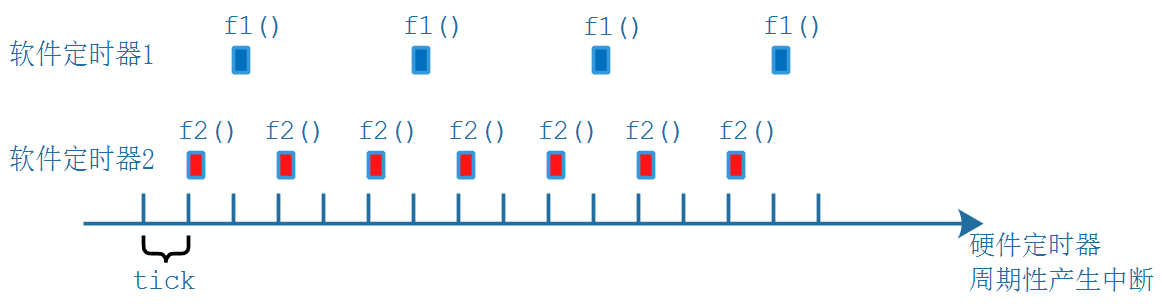 f1() f1() f1() f1()
软件定时器1
f2() f2() f2() f2() f2() f2() f2()
软件定时器2
tick
硬件定时器
周期性产生中断